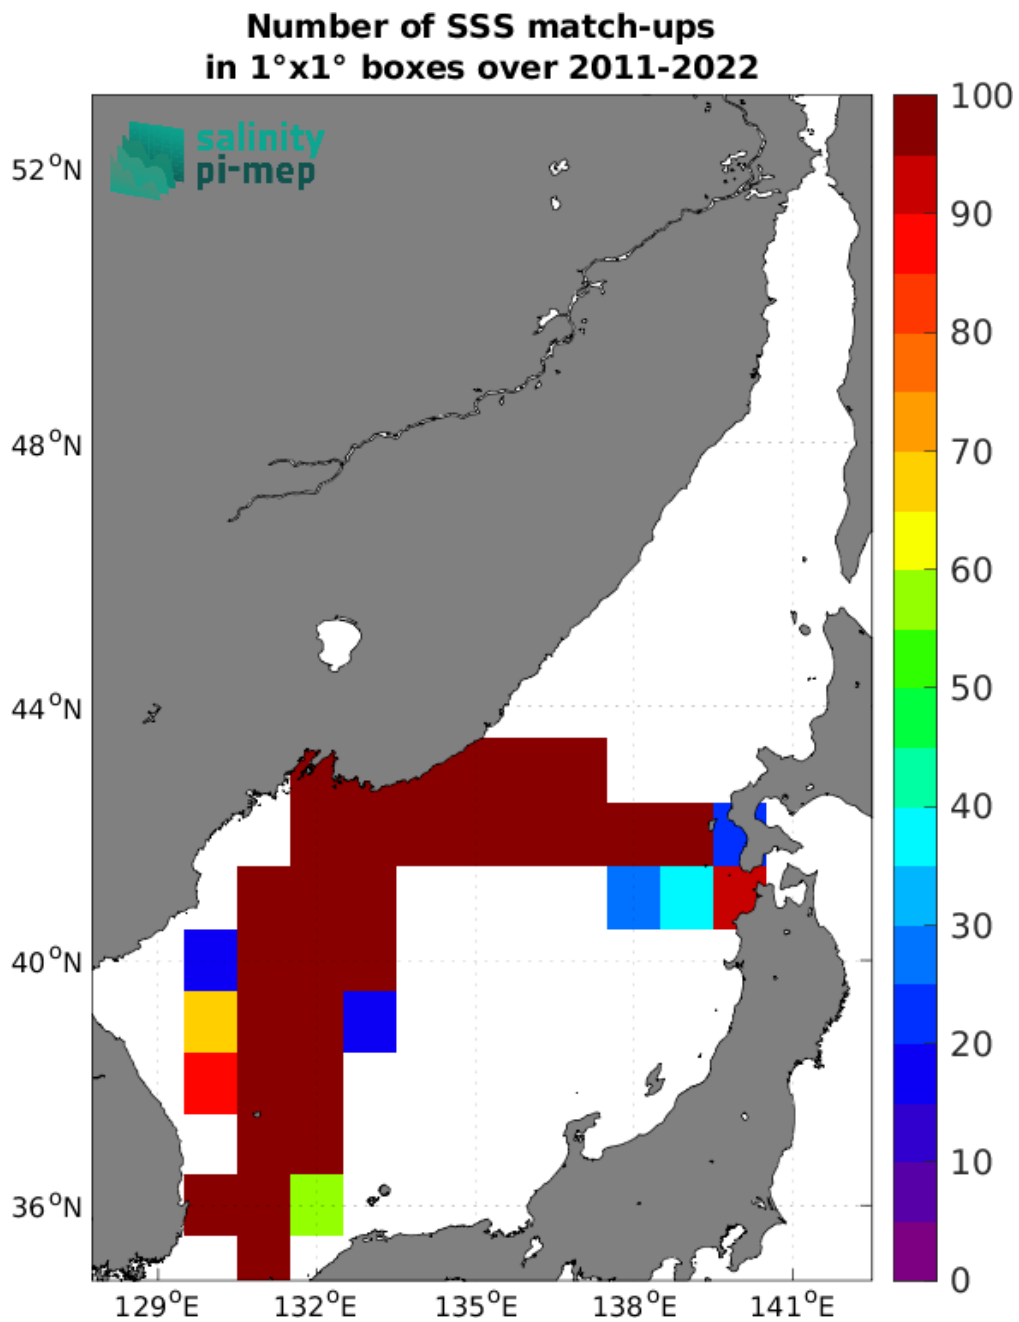 Number of SSS match-ups
in 1°x1° boxes over 2011-2022
salinity
pi-mep
52°N
48°N
44°N
40°N
36°N
129°E 132°E 135°E 138°E 141°E
100
90
80
70
60
50
40
30
20
10
0